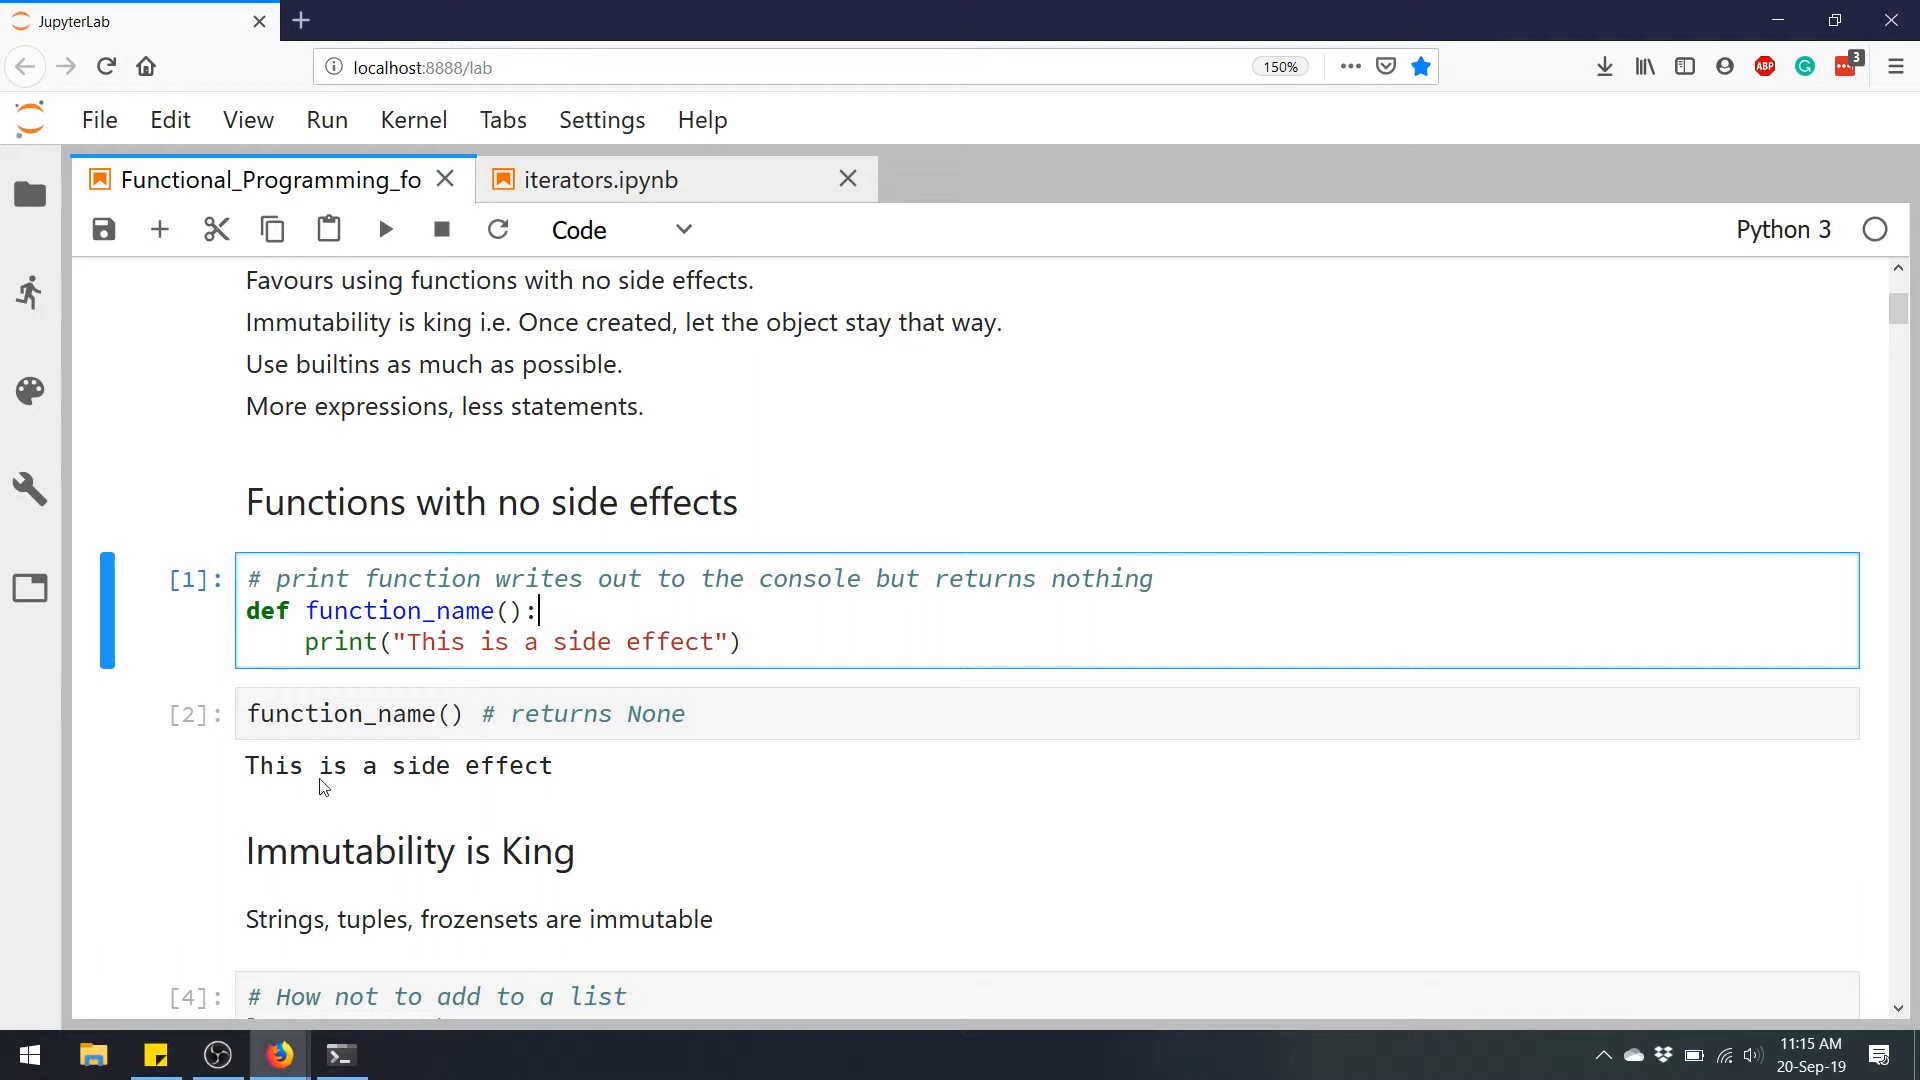 JupyterLab
localhost:8888/lab
150%
ABP
3
File Edit View Run Kernel Tabs Settings Help
Functional_Programming_fo
iterators.ipynb
Code
Python 3
Favours using functions with no side effects.
Immutability is king i.e. Once created, let the object stay that way.
Use builtins as much as possible.
More expressions, less statements.
Functions with no side effects
[1]: # print function writes out to the console but returns nothing
def function_name():
    print("This is a side effect")
[2]: function_name() # returns None
This is a side effect
Immutability is King
Strings, tuples, frozensets are immutable
[4]: # How not to add to a list
11:15 AM
20-Sep-19